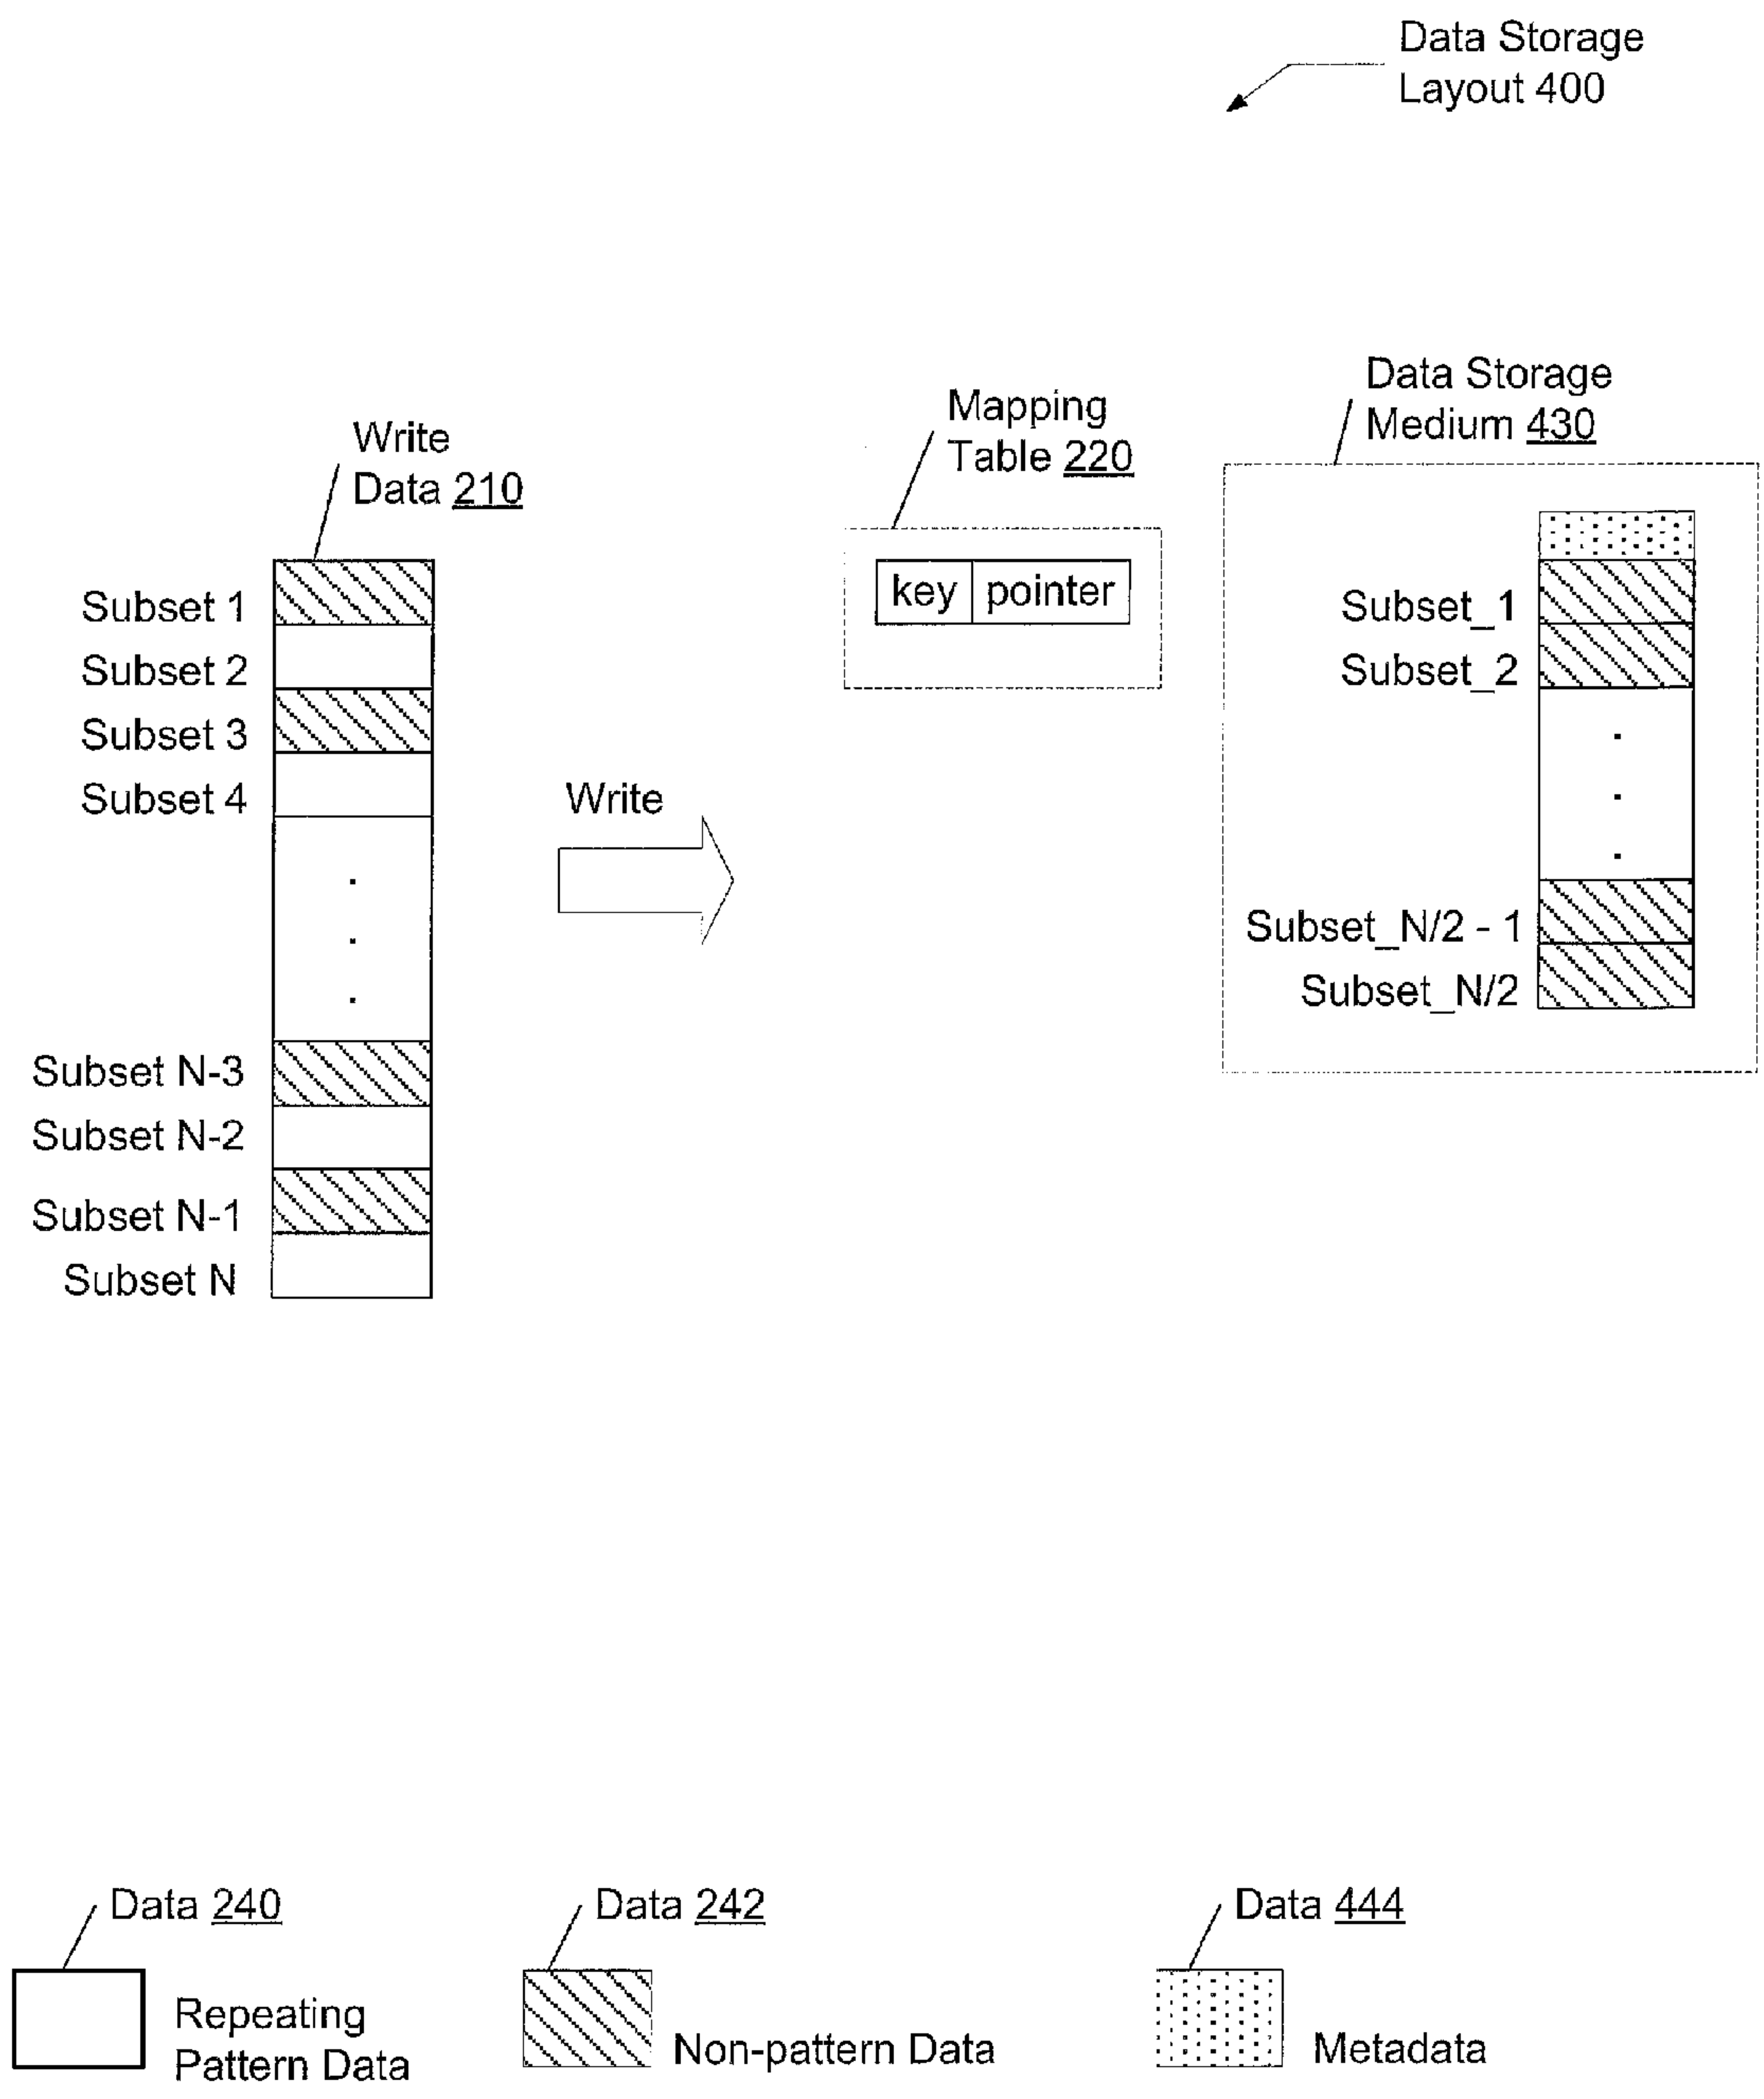 Data Storage
Layout 400
Data Storage
Medium 430
Mapping
Table 220
Write
Data 210
key pointer
Subset 1
Subset 2
Subset 3
Subset 4
Subset_1
Subset_2
Write
Subset_N/2 - 1
Subset_N/2
Subset N-3
Subset N-2
Subset N-1
Subset N
Data 240
Repeating
Pattern Data
Data 242
Non-pattern Data
Data 444
Metadata